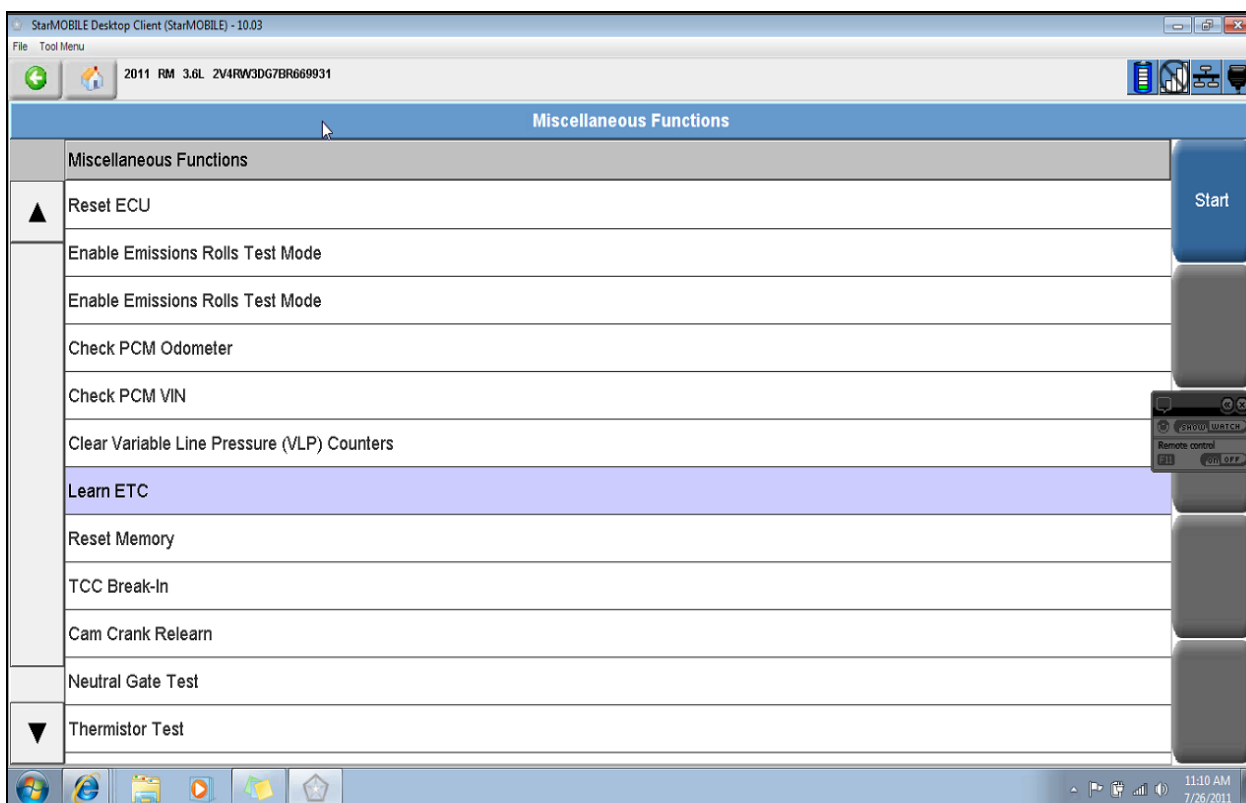 StarMOBILE Desktop Client (StarMOBILE) - 10.03
File Tool Menu
2011 RM 3.6L 2V4RW3DG7BR669931
Miscellaneous Functions
Miscellaneous Functions
Start
Reset ECU
Enable Emissions Rolls Test Mode
Enable Emissions Rolls Test Mode
Check PCM Odometer
Check PCM VIN
Clear Variable Line Pressure (VLP) Counters
SHOW WATCH
Remote control
F11 On OFF
Learn ETC
Reset Memory
TCC Break-In
Cam Crank Relearn
Neutral Gate Test
Thermistor Test
11:10 AM
7/26/2011